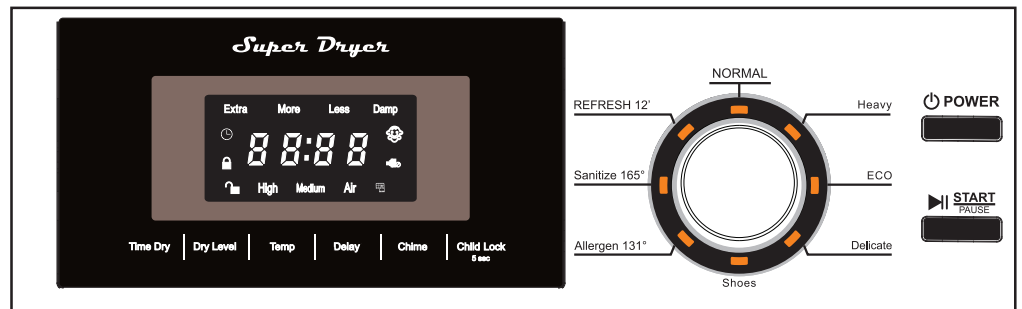 Super Dryer
Extra More Less Damp
88:88
High Medium Air
Time Dry Dry Level Temp Delay Chime Child Lock
5 sec
NORMAL
REFRESH 12'
Heavy
Sanitize 165°
ECO
Allergen 131°
Delicate
Shoes
POWER
START
PAUSE